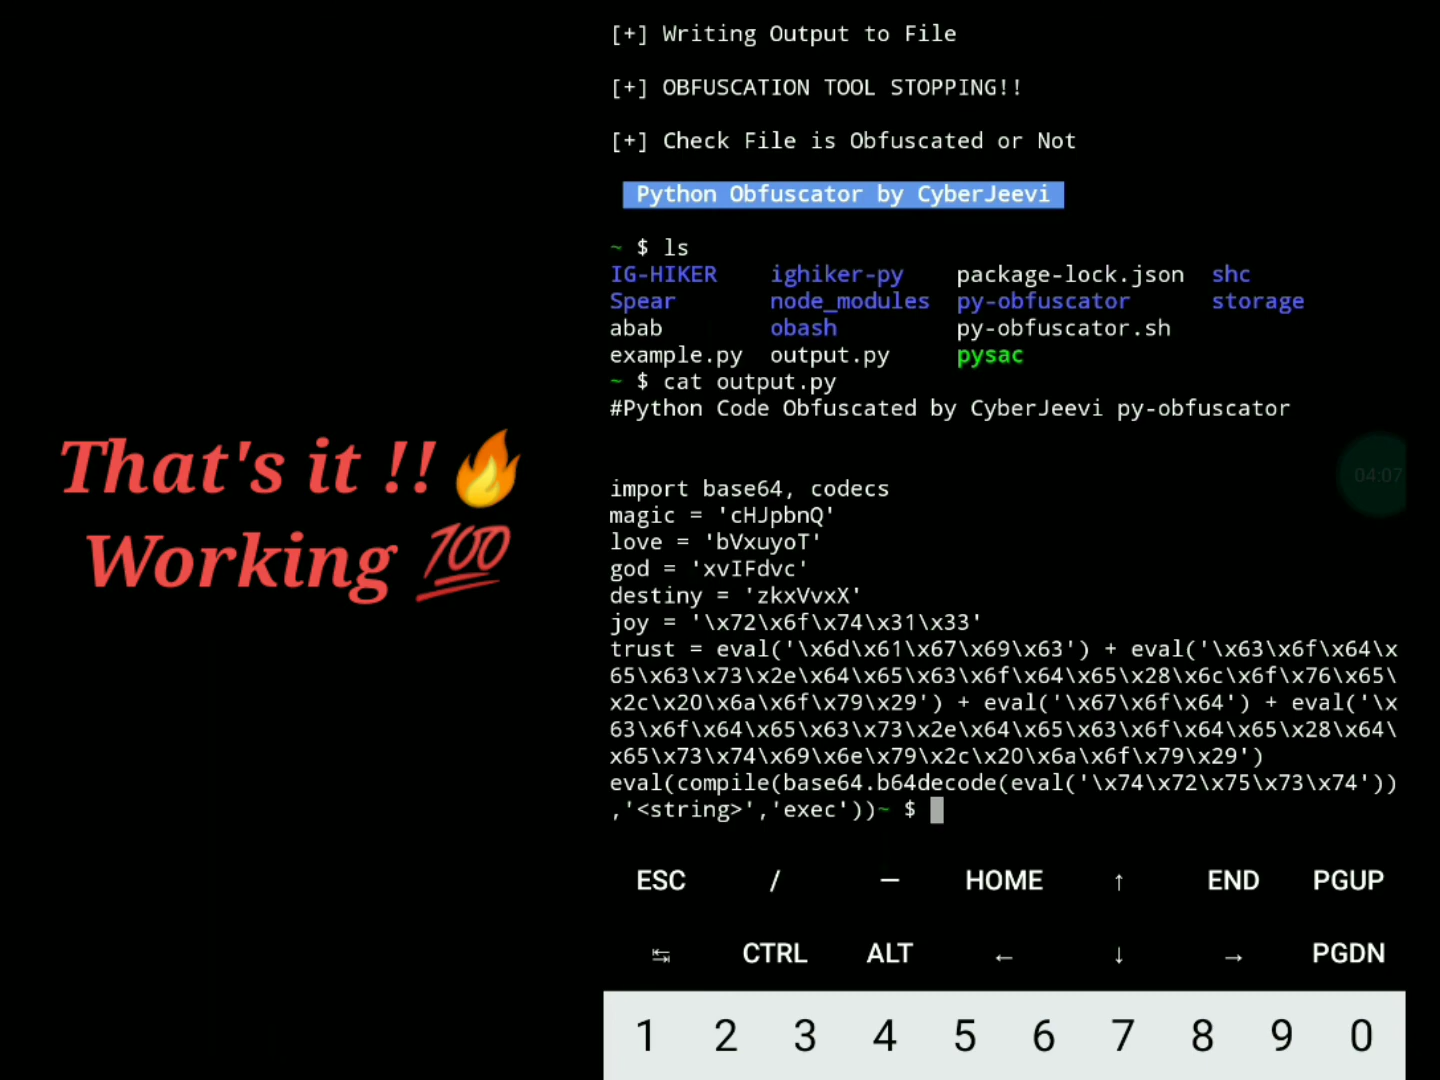 That's it !!🔥
Working 💯
[+] Writing Output to File
[+] OBFUSCATION TOOL STOPPING!!
[+] Check File is Obfuscated or Not
Python Obfuscator by CyberJeevi
~ $ ls
IG-HIKER ighiker-py package-lock.json shc
Spear node_modules py-obfuscator storage
abab obash py-obfuscator.sh
example.py output.py pysac
~ $ cat output.py
#Python Code Obfuscated by CyberJeevi py-obfuscator
import base64, codecs
magic = 'cHJpbnQ'
love = 'bVxuyoT'
god = 'xvIFdvc'
destiny = 'zkxVvxX'
joy = '\x72\x6f\x74\x31\x33'
trust = eval('\x6d\x61\x67\x69\x63') + eval('\x63\x6f\x64\x
65\x63\x73\x2e\x64\x65\x63\x6f\x64\x65\x28\x6c\x6f\x76\x65\
x2c\x20\x6a\x6f\x79\x29') + eval('\x67\x6f\x64') + eval('\x
63\x6f\x64\x65\x63\x73\x2e\x64\x65\x63\x6f\x64\x65\x28\x64\
x65\x73\x74\x69\x6e\x79\x2c\x20\x6a\x6f\x79\x29')
eval(compile(base64.b64decode(eval('\x74\x72\x75\x73\x74'))
,'<string>','exec'))~ $
04:07
ESC / — HOME ↑ END PGUP
↹ CTRL ALT ← ↓ → PGDN
1 2 3 4 5 6 7 8 9 0